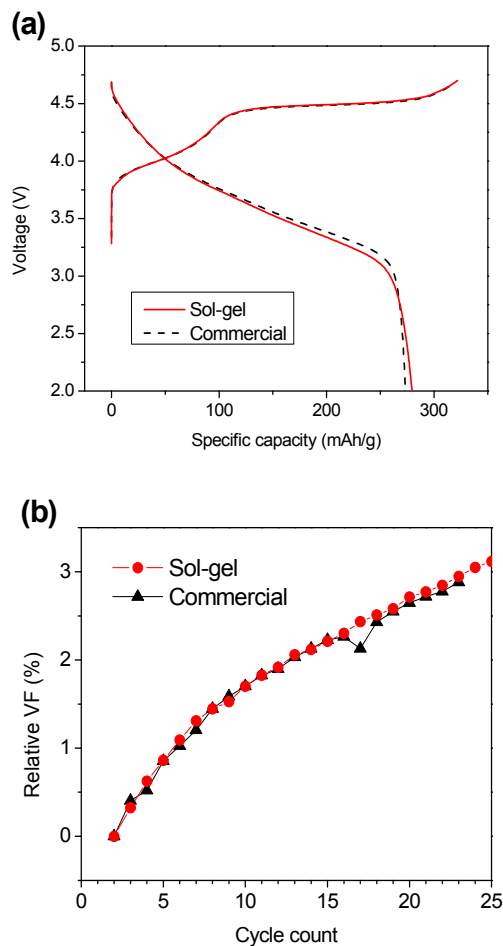 (a)
5.0
4.5
4.0
3.5
3.0
2.5
2.0
Voltage (V)
Sol-gel
Commercial
0 100 200 300
Specific capacity (mAh/g)
(b)
3
2
1
0
Relative VF (%)
Sol-gel
Commercial
0 5 10 15 20 25
Cycle count